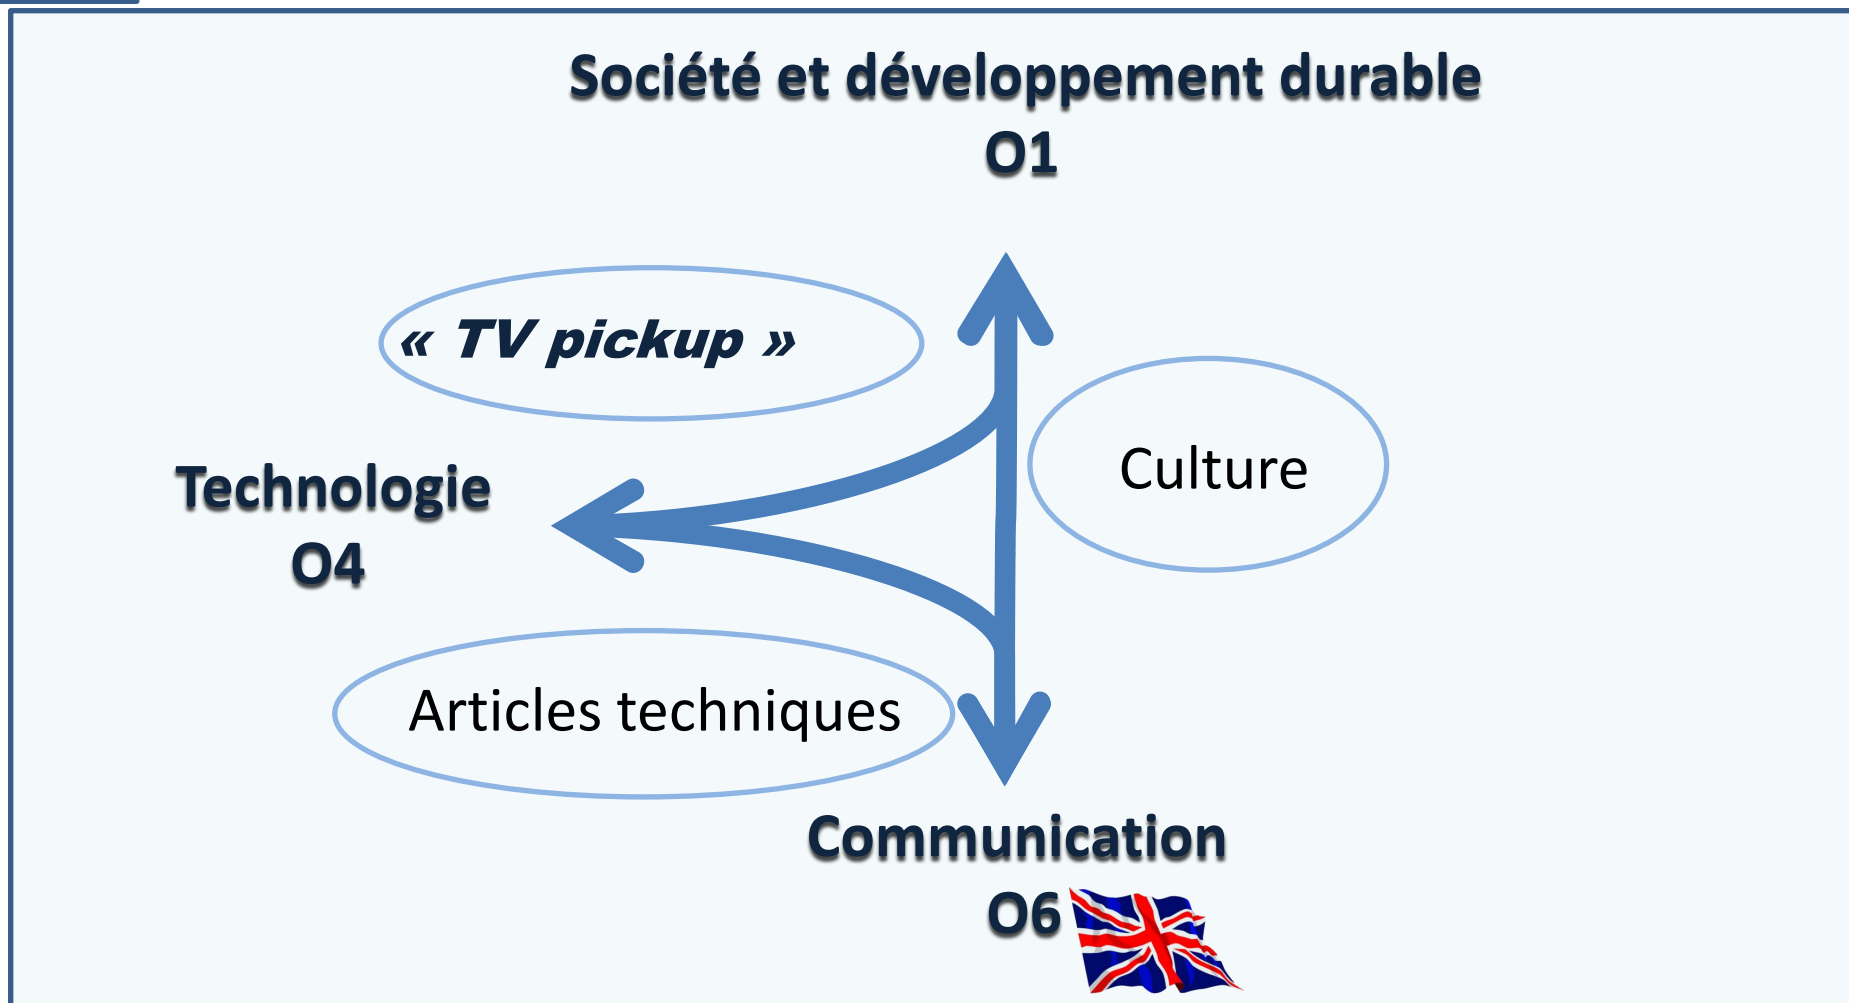 Société et développement durable
O1
« TV pickup »
Culture
Technologie
O4
Articles techniques
Communication
O6